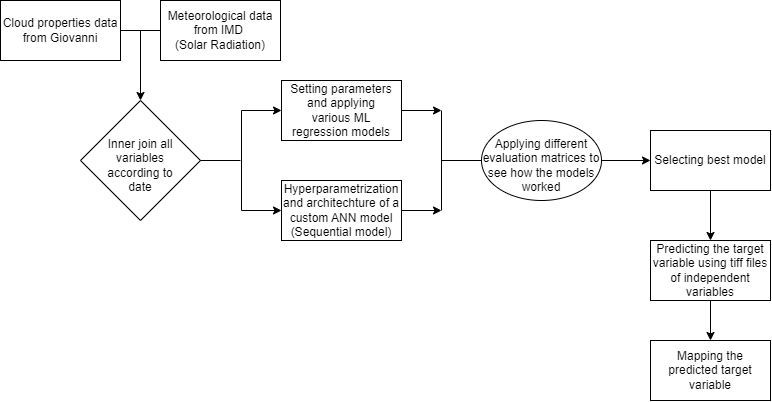 Cloud properties data
from Giovanni
Meteorological data
from IMD
(Solar Radiation)
Inner join all
variables
according to
date
Setting parameters
and applying
various ML
regression models
Hyperparametrization
and architechture of a
custom ANN model
(Sequential model)
Applying different
evaluation matrices to
see how the models
worked
Selecting best model
Predicting the target
variable using tiff files
of independent
variables
Mapping the
predicted target
variable